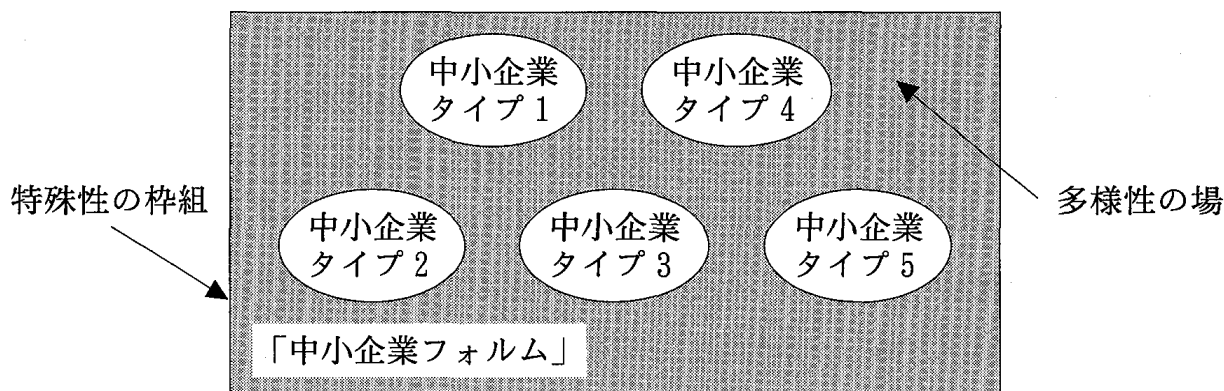 中小企業
タイプ1
中小企業
タイプ4
特殊性の枠組
多様性の場
中小企業
タイプ2
中小企業
タイプ3
中小企業
タイプ5
「中小企業フォルム」